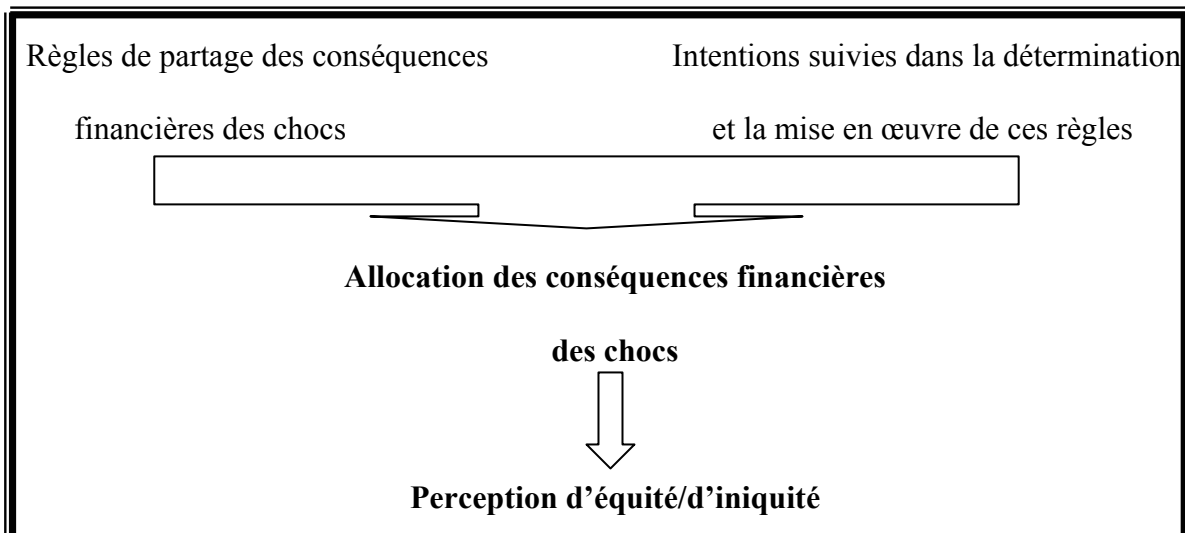 Règles de partage des conséquences Intentions suivies dans la détermination
financières des chocs et la mise en œuvre de ces règles
Allocation des conséquences financières
des chocs
Perception d’équité/d’iniquité